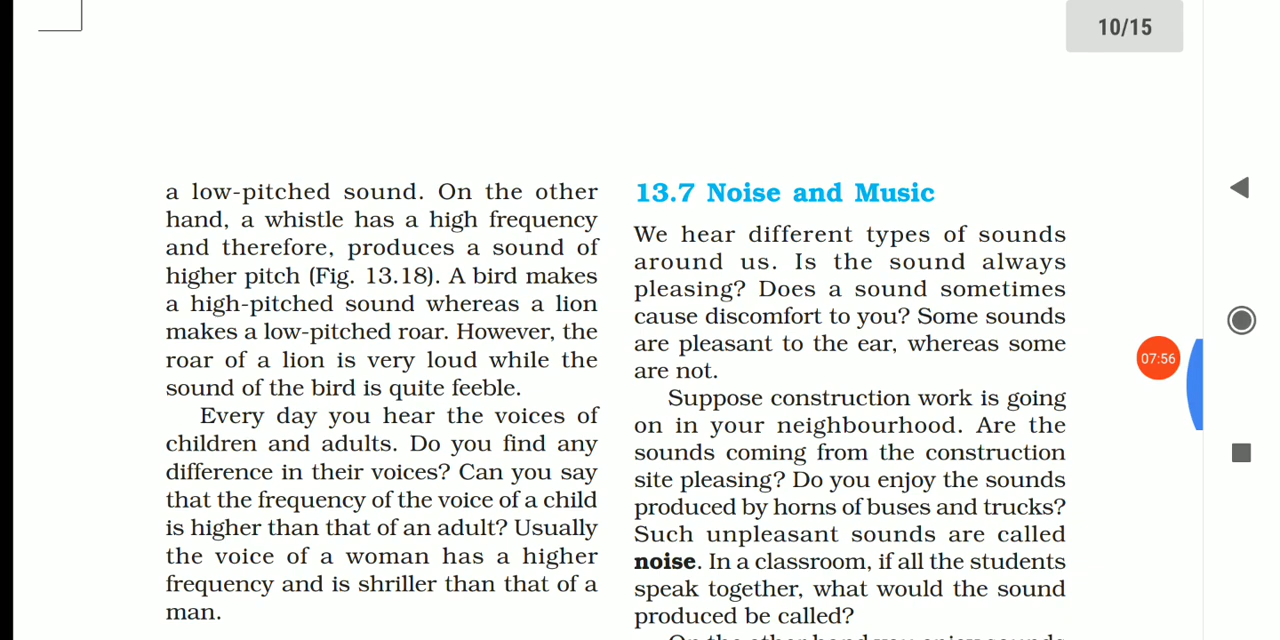 10/15
a low-pitched sound. On the other
hand, a whistle has a high frequency
and therefore, produces a sound of
higher pitch (Fig. 13.18). A bird makes
a high-pitched sound whereas a lion
makes a low-pitched roar. However, the
roar of a lion is very loud while the
sound of the bird is quite feeble.
Every day you hear the voices of
children and adults. Do you find any
difference in their voices? Can you say
that the frequency of the voice of a child
is higher than that of an adult? Usually
the voice of a woman has a higher
frequency and is shriller than that of a
man.
13.7 Noise and Music
We hear different types of sounds
around us. Is the sound always
pleasing? Does a sound sometimes
cause discomfort to you? Some sounds
are pleasant to the ear, whereas some
are not.
Suppose construction work is going
on in your neighbourhood. Are the
sounds coming from the construction
site pleasing? Do you enjoy the sounds
produced by horns of buses and trucks?
Such unpleasant sounds are called
noise. In a classroom, if all the students
speak together, what would the sound
produced be called?
On the other hand you enjoy sounds
07:56